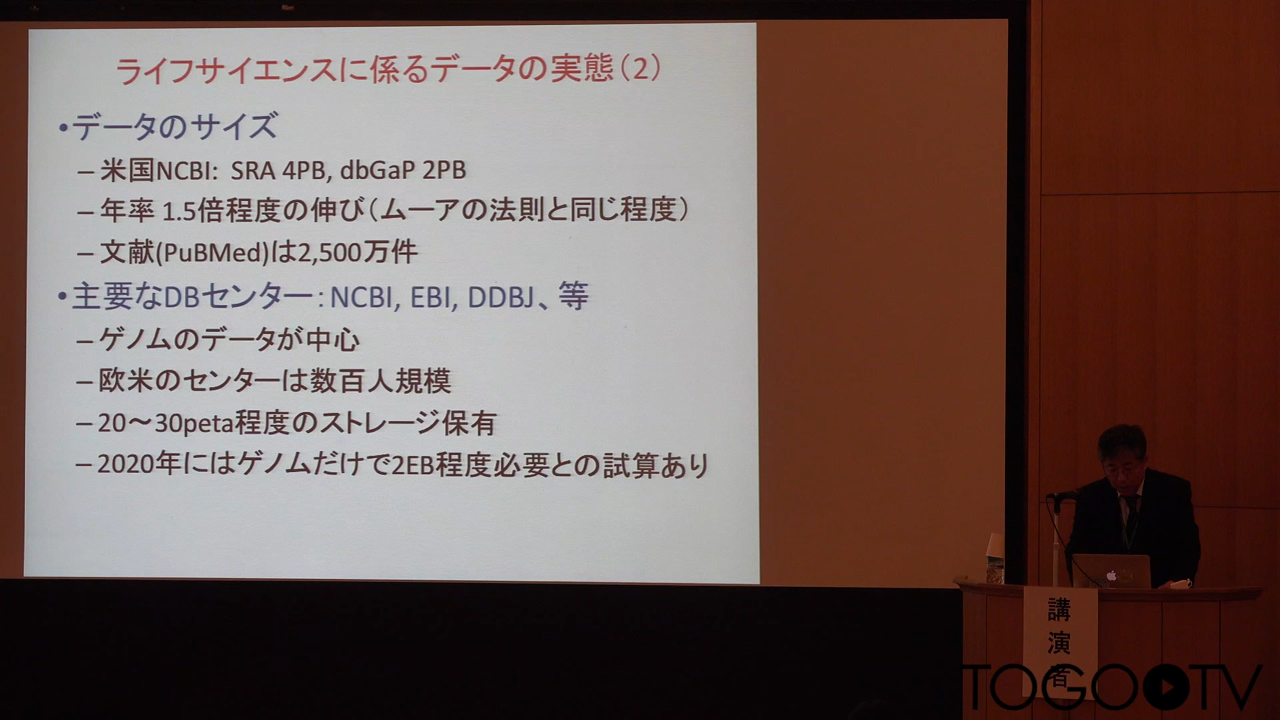 ライフサイエンスに係るデータの実態(2)
•データのサイズ
–米国NCBI: SRA 4PB, dbGaP 2PB
–年率 1.5倍程度の伸び(ムーアの法則と同じ程度)
–文献(PuBMed)は2,500万件
•主要なDBセンター:NCBI, EBI, DDBJ、等
–ゲノムのデータが中心
–欧米のセンターは数百人規模
–20〜30peta程度のストレージ保有
–2020年にはゲノムだけで2EB程度必要との試算あり
講演者
TOGOTV